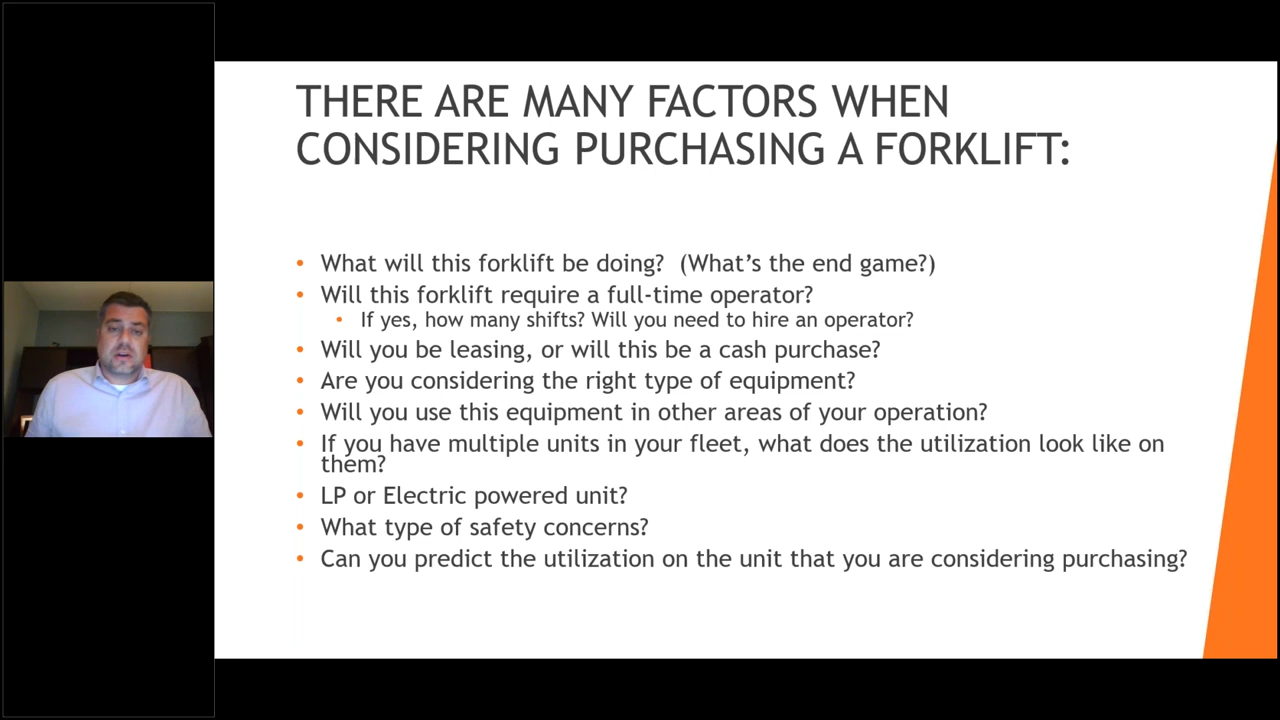 THERE ARE MANY FACTORS WHEN
CONSIDERING PURCHASING A FORKLIFT:
• What will this forklift be doing?  (What’s the end game?)
• Will this forklift require a full-time operator?
• If yes, how many shifts? Will you need to hire an operator?
• Will you be leasing, or will this be a cash purchase?
• Are you considering the right type of equipment?
• Will you use this equipment in other areas of your operation?
• If you have multiple units in your fleet, what does the utilization look like on
them?
• LP or Electric powered unit?
• What type of safety concerns?
• Can you predict the utilization on the unit that you are considering purchasing?